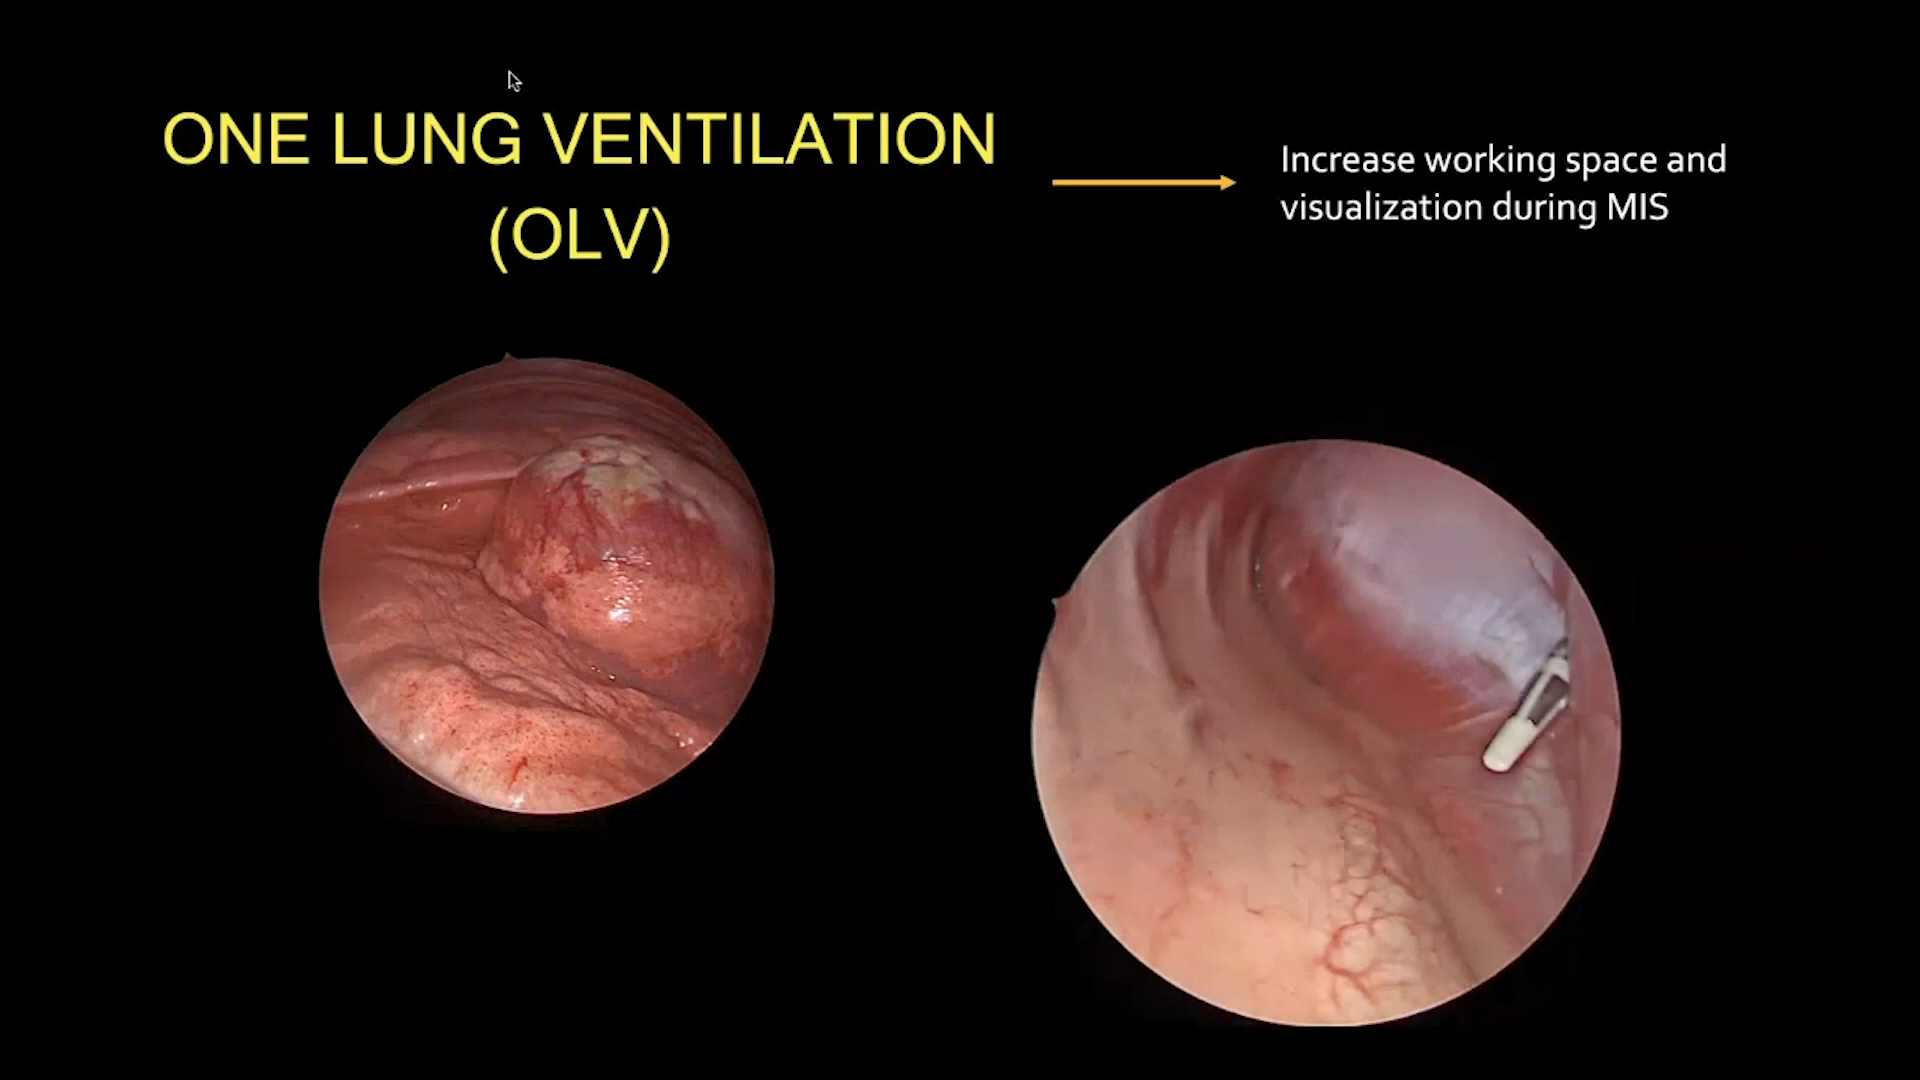 ONE LUNG VENTILATION
(OLV)
Increase working space and
visualization during MIS